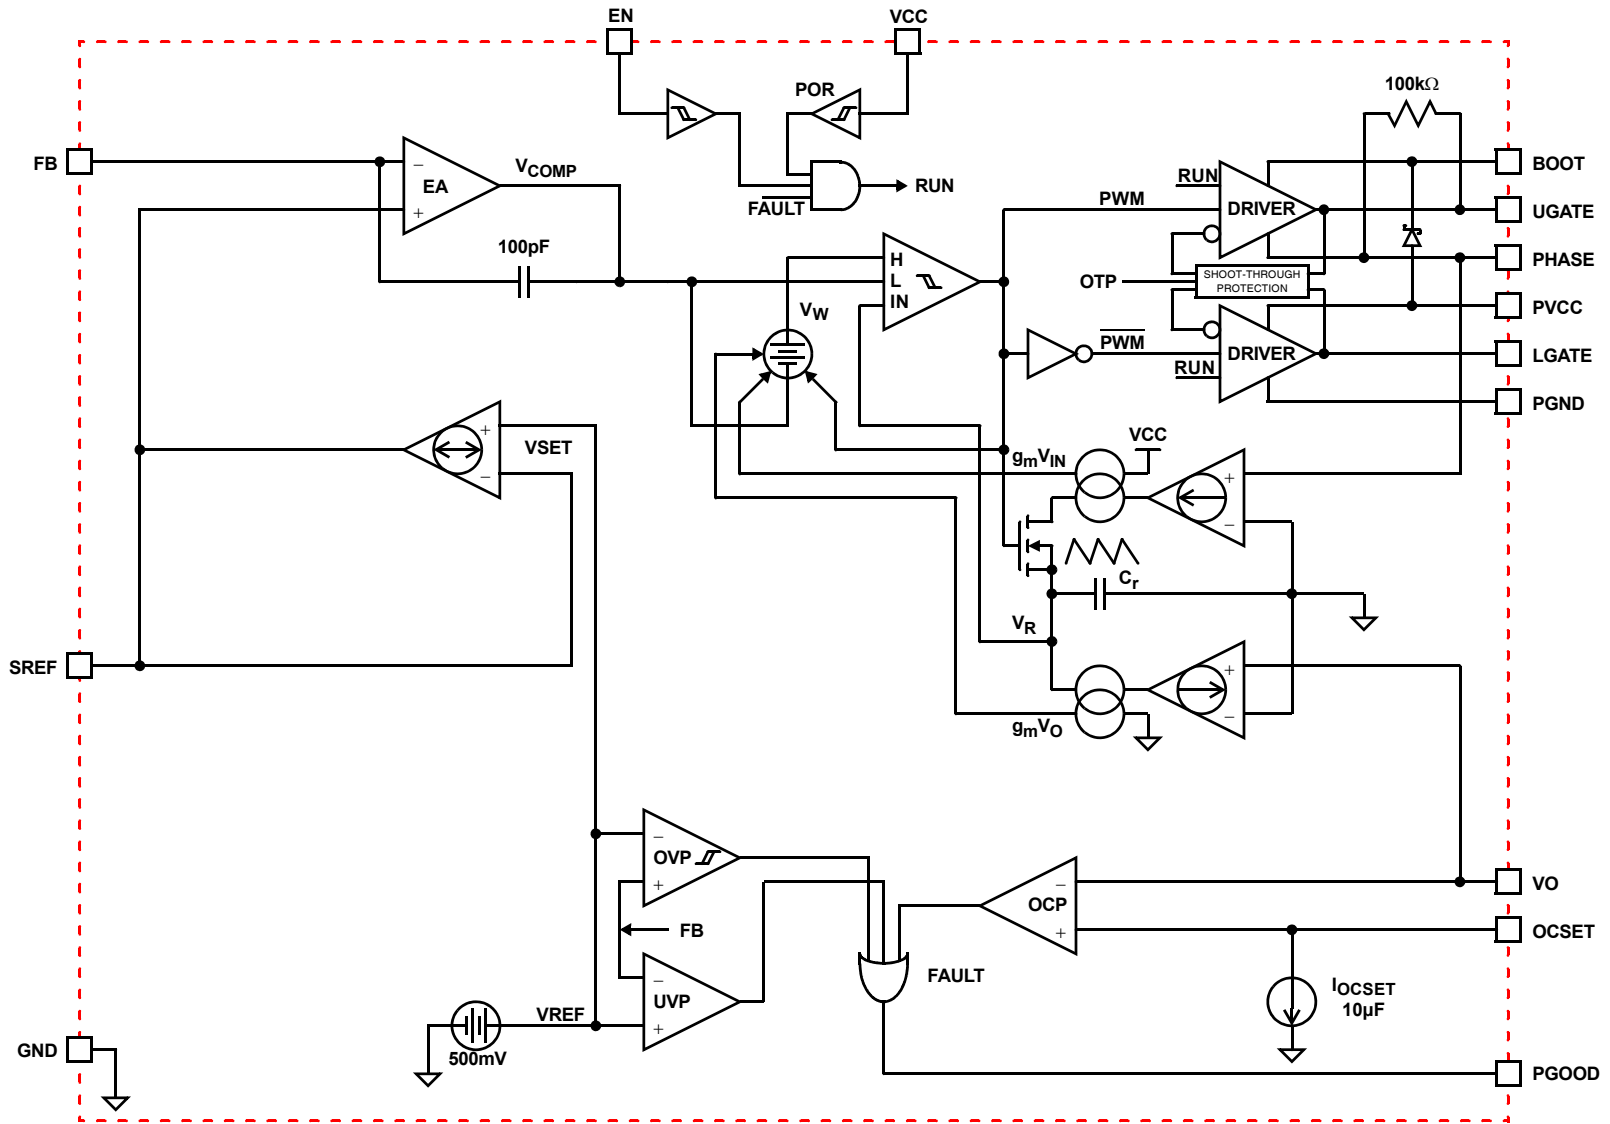 EN
VCC
POR
100kΩ
FB
VCOMP
EA
−
+
RUN
FAULT
PWM
RUN
DRIVER
BOOT
UGATE
100pF
H
L
IN
OTP
SHOOT-THROUGH
PROTECTION
PHASE
VW
PWM
RUN
DRIVER
PVCC
LGATE
PGND
VSET
+
−
gmVIN
VCC
+
−
Cr
VR
SREF
gmVO
+
−
OVP
−
+
FB
UVP
−
+
VREF
500mV
FAULT
OCP
−
+
VO
OCSET
IOCSET
10µF
GND
PGOOD